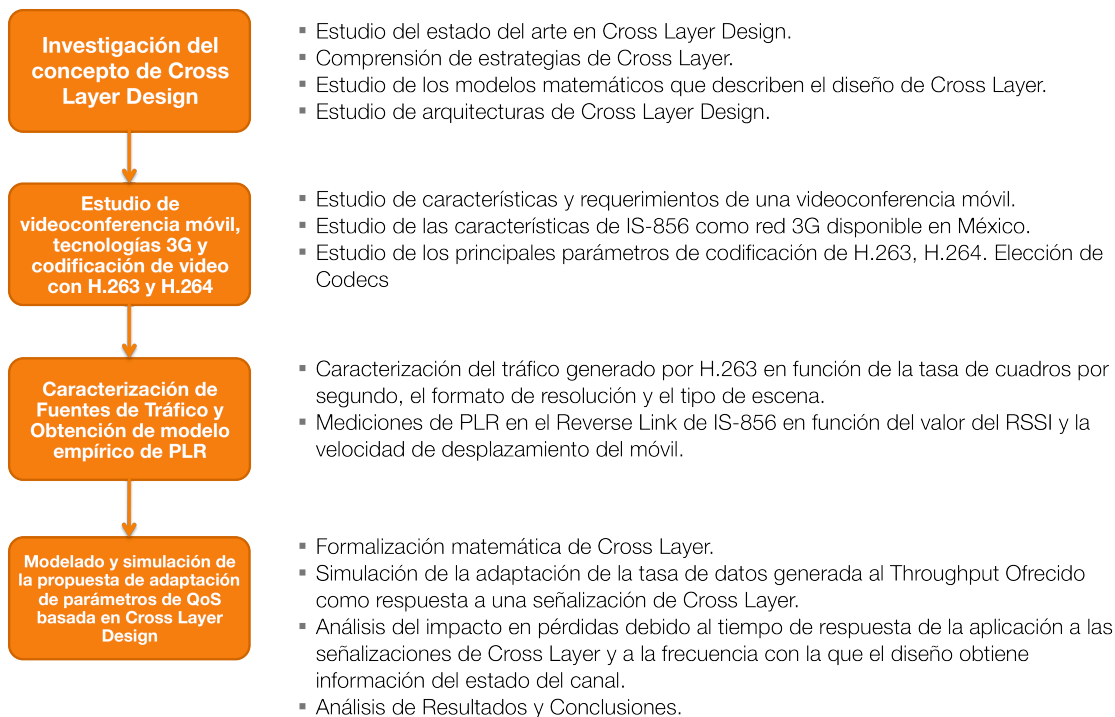 Investigación del
concepto de Cross
Layer Design
▪ Estudio del estado del arte en Cross Layer Design.
▪ Comprensión de estrategias de Cross Layer.
▪ Estudio de los modelos matemáticos que describen el diseño de Cross Layer.
▪ Estudio de arquitecturas de Cross Layer Design.
Estudio de
videoconferencia móvil,
tecnologías 3G y
codificación de video
con H.263 y H.264
▪ Estudio de características y requerimientos de una videoconferencia móvil.
▪ Estudio de las características de IS-856 como red 3G disponible en México.
▪ Estudio de los principales parámetros de codificación de H.263, H.264. Elección de
Codecs
Caracterización de
Fuentes de Tráfico y
Obtención de modelo
empírico de PLR
▪ Caracterización del tráfico generado por H.263 en función de la tasa de cuadros por
segundo, el formato de resolución y el tipo de escena.
▪ Mediciones de PLR en el Reverse Link de IS-856 en función del valor del RSSI y la
velocidad de desplazamiento del móvil.
Modelado y simulación de
la propuesta de adaptación
de parámetros de QoS
basada en Cross Layer
Design
▪ Formalización matemática de Cross Layer.
▪ Simulación de la adaptación de la tasa de datos generada al Throughput Ofrecido
como respuesta a una señalización de Cross Layer.
▪ Análisis del impacto en pérdidas debido al tiempo de respuesta de la aplicación a las
señalizaciones de Cross Layer y a la frecuencia con la que el diseño obtiene
información del estado del canal.
▪ Análisis de Resultados y Conclusiones.